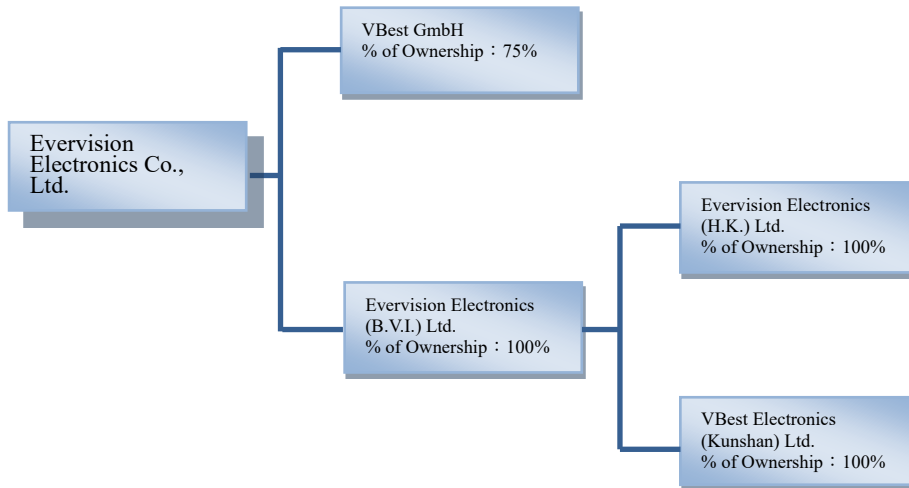 VBest GmbH
% of Ownership：75%
Evervision
Electronics Co.,
Ltd.
Evervision Electronics
(H.K.) Ltd.
% of Ownership：100%
Evervision Electronics
(B.V.I.) Ltd.
% of Ownership：100%
VBest Electronics
(Kunshan) Ltd.
% of Ownership：100%